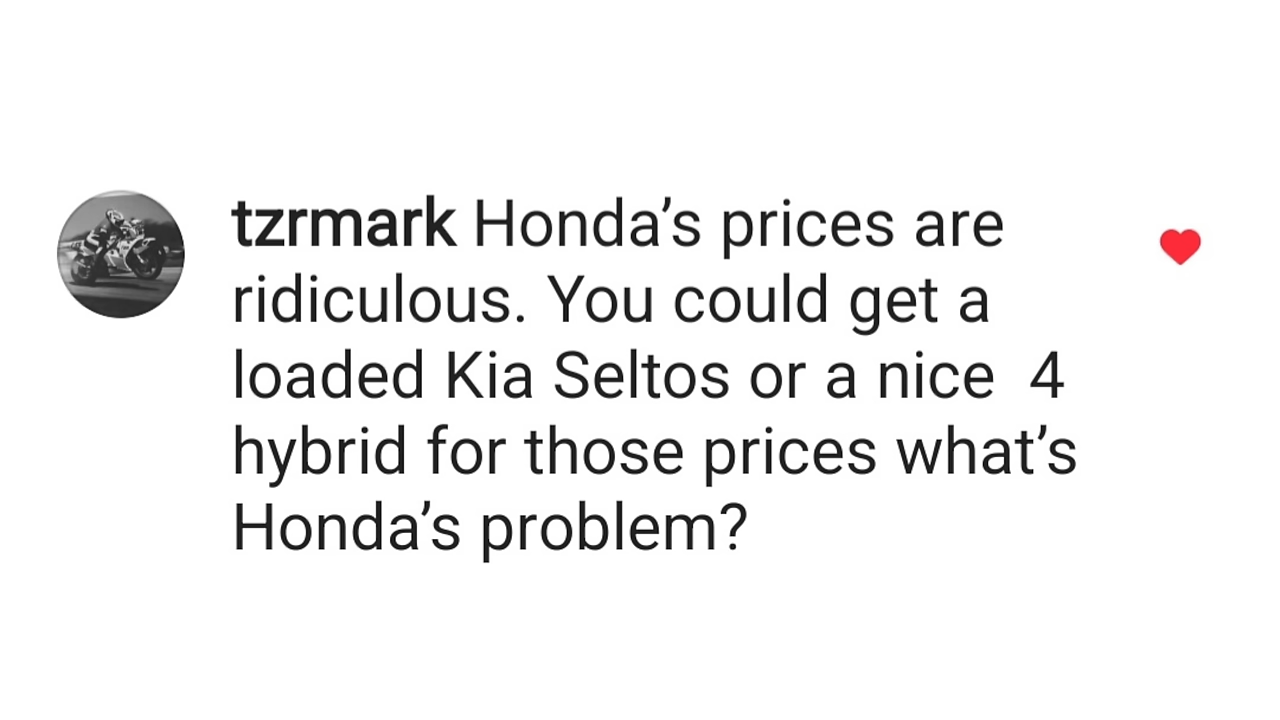 tzrmark Honda’s prices are
ridiculous. You could get a
loaded Kia Seltos or a nice  4
hybrid for those prices what’s
Honda’s problem?